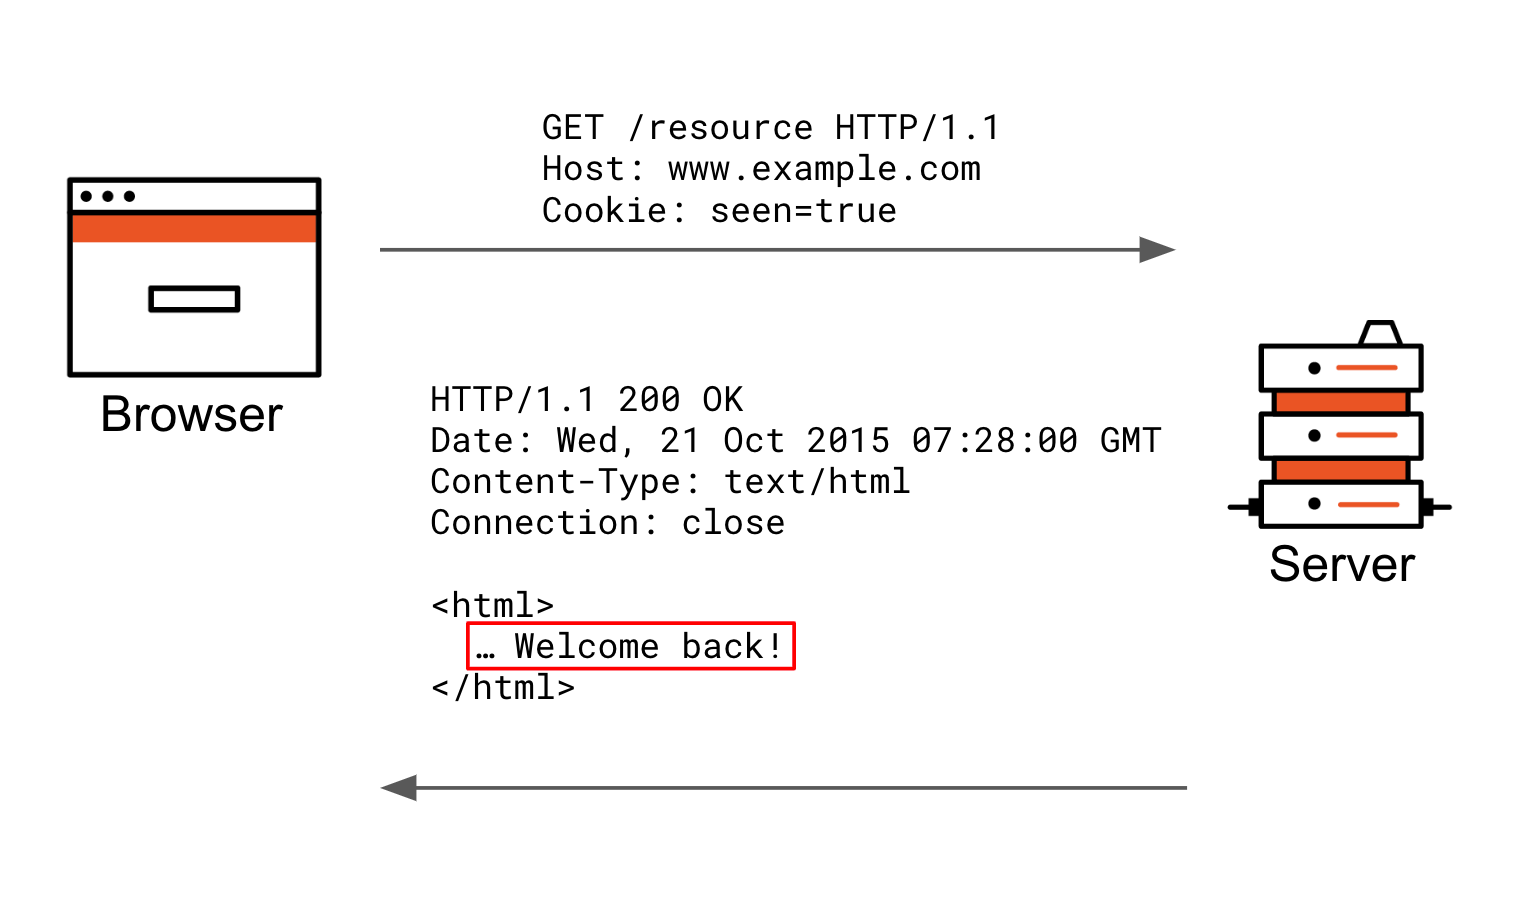 GET /resource HTTP/1.1
Host: www.example.com
Cookie: seen=true
Browser
HTTP/1.1 200 OK
Date: Wed, 21 Oct 2015 07:28:00 GMT
Content-Type: text/html
Connection: close
<html>
… Welcome back!
</html>
Server